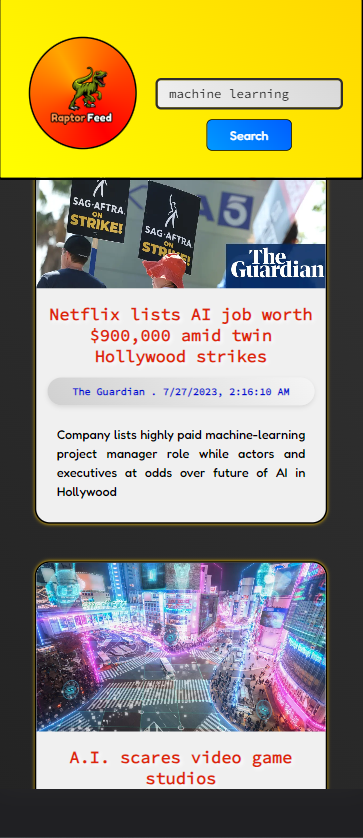 machine learning
Raptor Feed
Search
SAG-AFTRA
ON
STRIKE!
SAG-AFTRA
ON
STRIKE!
5
The
Guardian
Netflix lists AI job worth
$900,000 amid twin
Hollywood strikes
The Guardian . 7/27/2023, 2:16:10 AM
Company lists highly paid machine-learning
project manager role while actors and
executives at odds over future of AI in
Hollywood
A.I. scares video game
studios